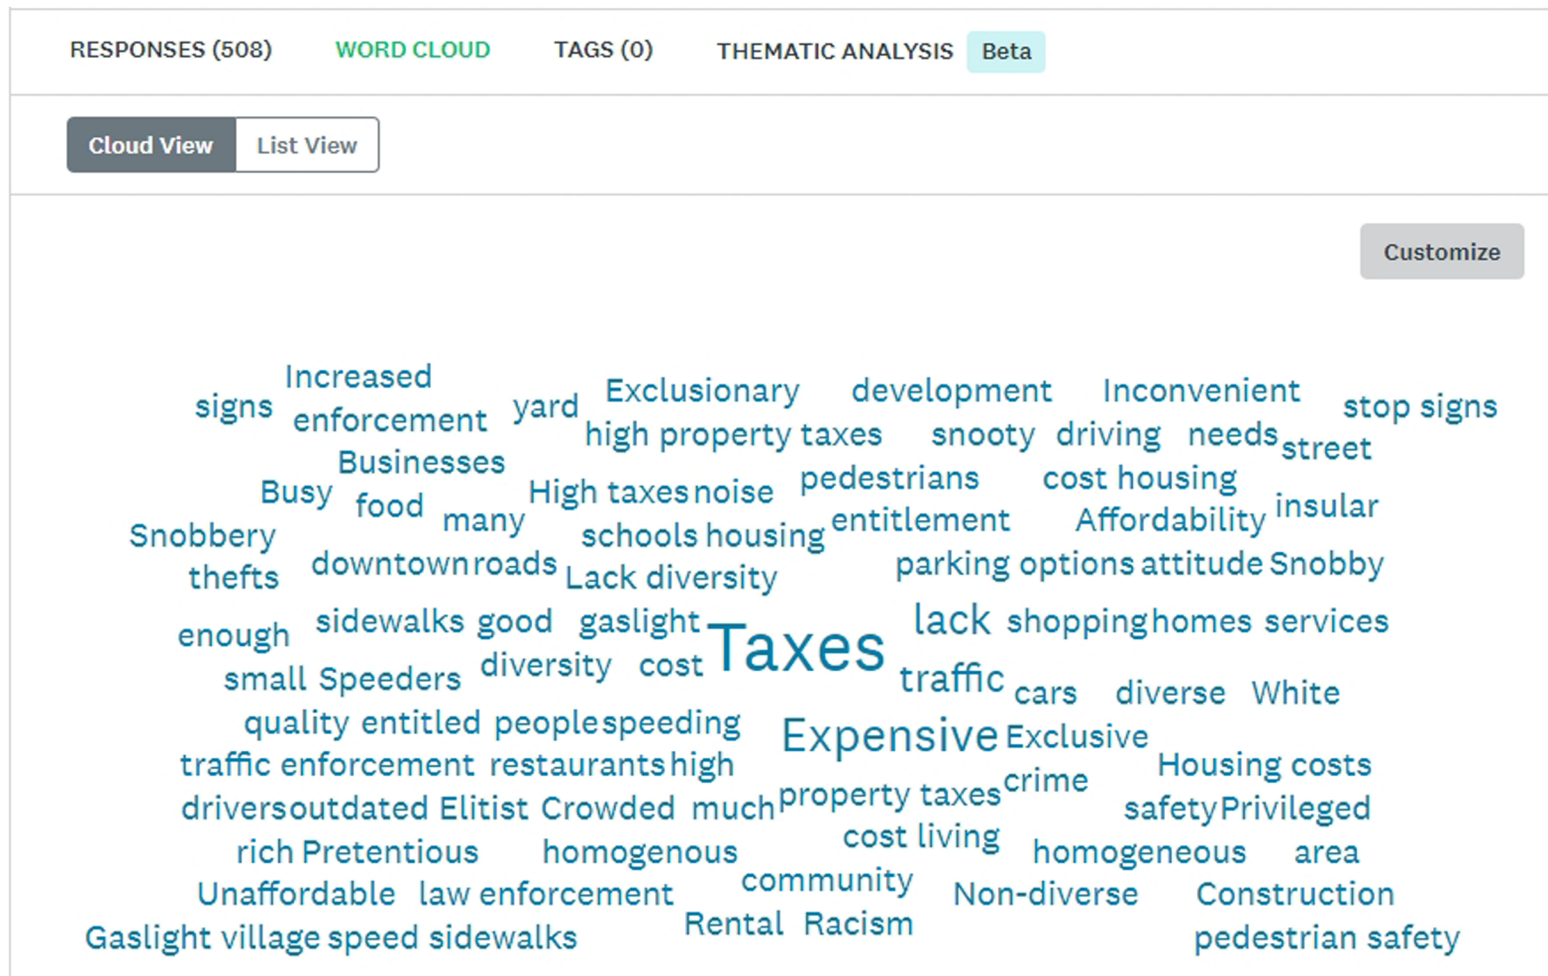 RESPONSES (508) WORD CLOUD TAGS (0) THEMATIC ANALYSIS Beta
Cloud View List View
Customize
Increased
signs enforcement yard Exclusionary development Inconvenient stop signs
high property taxes snooty driving needs street
Businesses
Busy food many High taxes noise pedestrians cost housing insular
Snobbery schools housing entitlement Affordability
thefts downtown roads Lack diversity parking options attitude Snobby
enough sidewalks good gaslight Taxes lack shopping homes services
small Speeders diversity cost traffic cars diverse White
quality entitled people speeding Expensive Exclusive
traffic enforcement restaurants high crime Housing costs
drivers outdated Elitist Crowded much property taxes safety Privileged
rich Pretentious homogenous cost living homogeneous area
Unaffordable law enforcement community Non-diverse Construction
Gaslight village speed sidewalks Rental Racism pedestrian safety